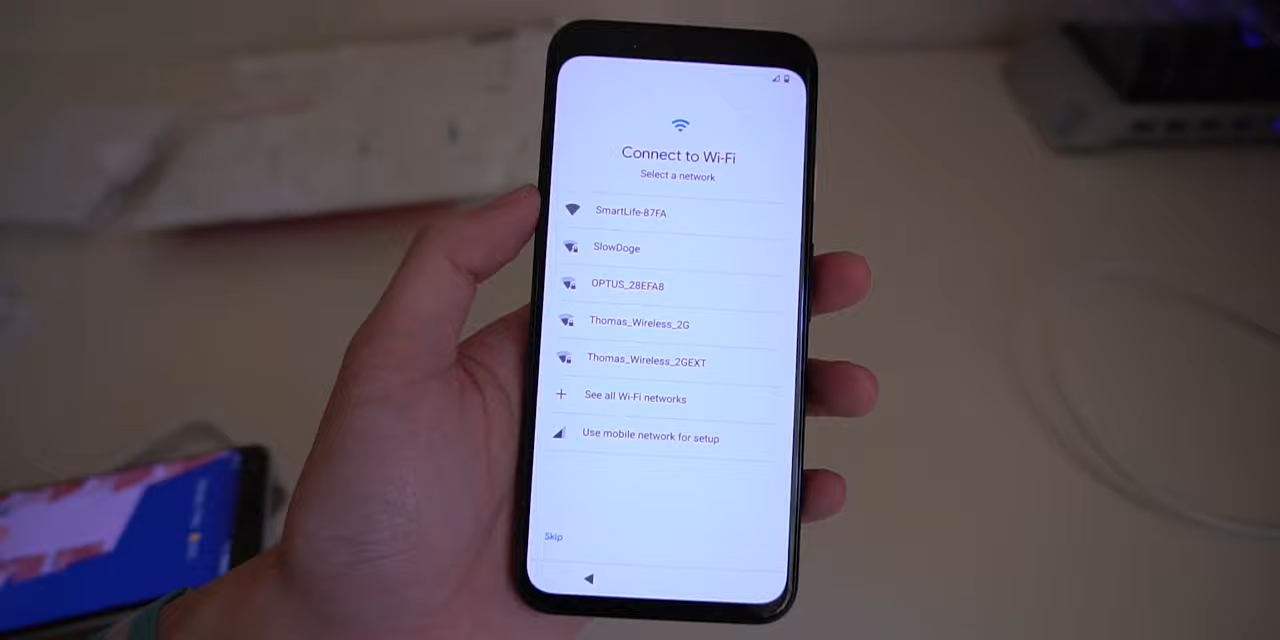 Connect to Wi-Fi
Select a network
SmartLife-87FA
SlowDoge
OPTUS_28EFA8
Thomas_Wireless_2G
Thomas_Wireless_2GEXT
See all Wi-Fi networks
Use mobile network for setup
Skip